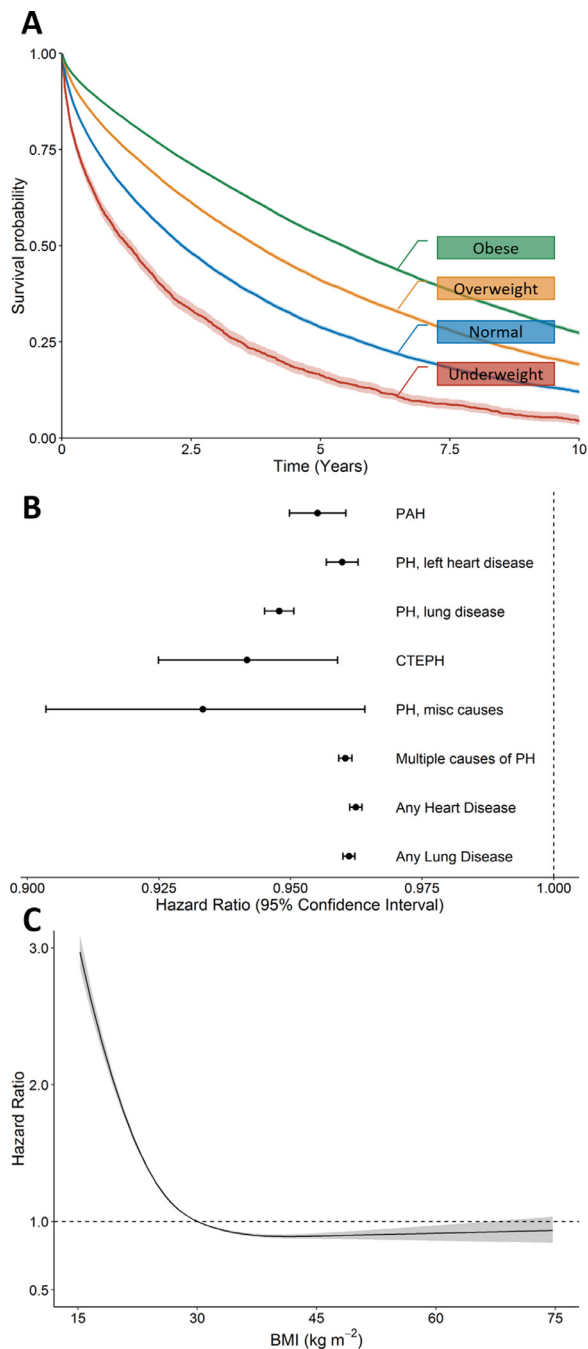 A
1.00
0.75
0.50
0.25
0.00
Survival probability
Obese
Overweight
Normal
Underweight
0 2.5 5 7.5 10
Time (Years)
B
PAH
PH, left heart disease
PH, lung disease
CTEPH
PH, misc causes
Multiple causes of PH
Any Heart Disease
Any Lung Disease
0.900 0.925 0.950 0.975 1.000
Hazard Ratio (95% Confidence Interval)
C
3.0
2.0
1.0
0.5
Hazard Ratio
15 30 45 60 75
BMI (kg m⁻²)